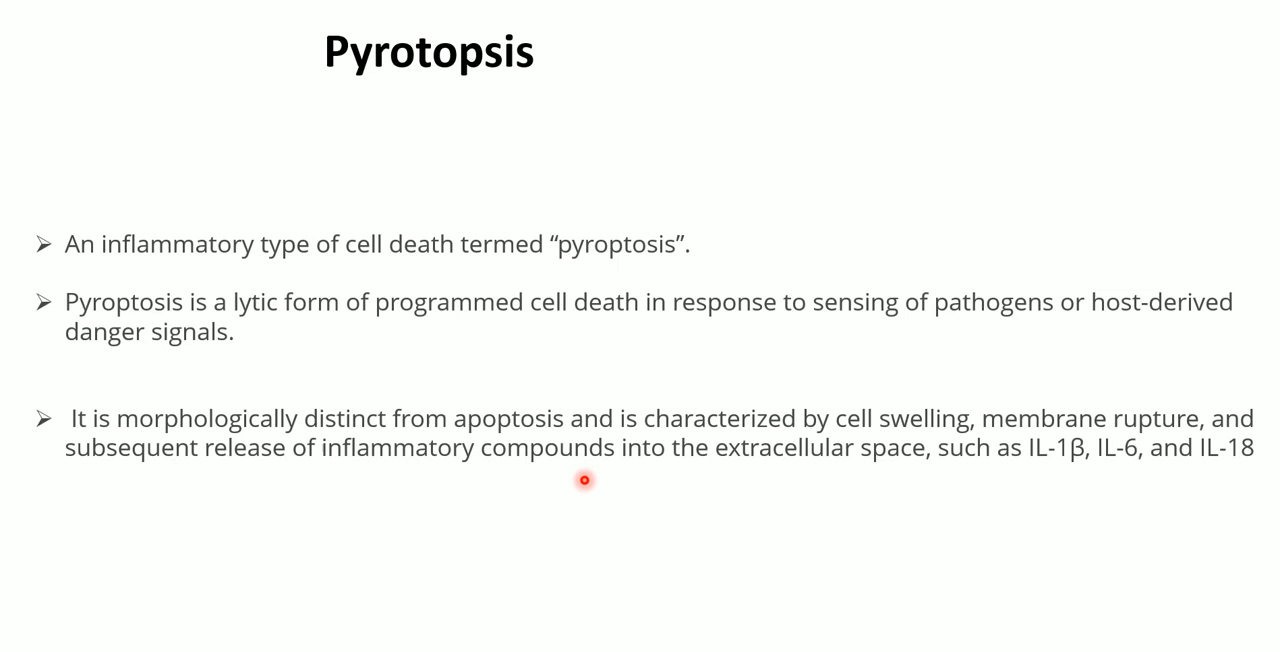 Pyrotopsis
➢ An inflammatory type of cell death termed “pyroptosis”.
➢ Pyroptosis is a lytic form of programmed cell death in response to sensing of pathogens or host-derived
danger signals.
➢ It is morphologically distinct from apoptosis and is characterized by cell swelling, membrane rupture, and
subsequent release of inflammatory compounds into the extracellular space, such as IL-1β, IL-6, and IL-18